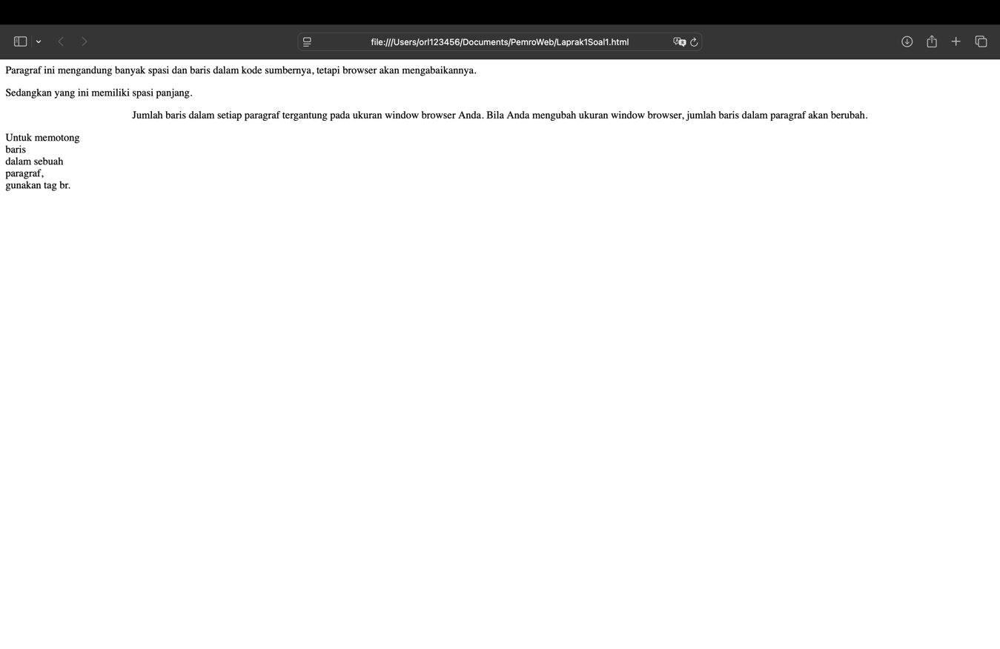 file:///Users/orl123456/Documents/PemroWeb/Laprak1Soal1.html
Paragraf ini mengandung banyak spasi dan baris dalam kode sumbernya, tetapi browser akan mengabaikannya.
Sedangkan yang ini memiliki spasi panjang.
Jumlah baris dalam setiap paragraf tergantung pada ukuran window browser Anda. Bila Anda mengubah ukuran window browser, jumlah baris dalam paragraf akan berubah.
Untuk memotong
baris
dalam sebuah
paragraf,
gunakan tag br.